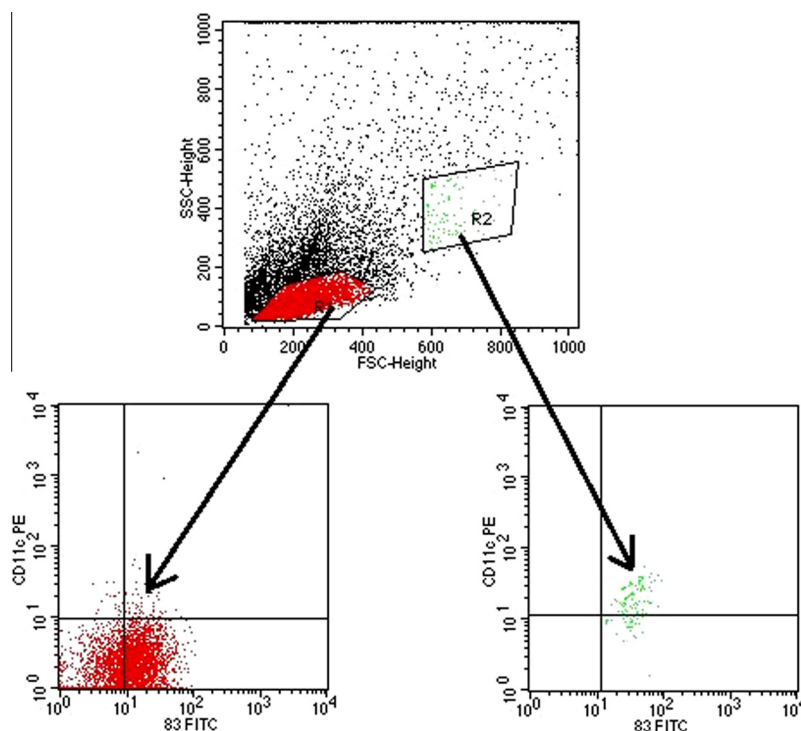 1000
800
600
400
200
0
SSC-Height
R2
R1
0 200 400 600 800 1000
FSC-Height
10^4
10^3
10^2
10^1
10^0
CD11c PE
10^0 10^1 10^2 10^3 10^4
83 FITC
10^4
10^3
10^2
10^1
10^0
CD11c PE
10^0 10^1 10^2 10^3 10^4
83 FITC